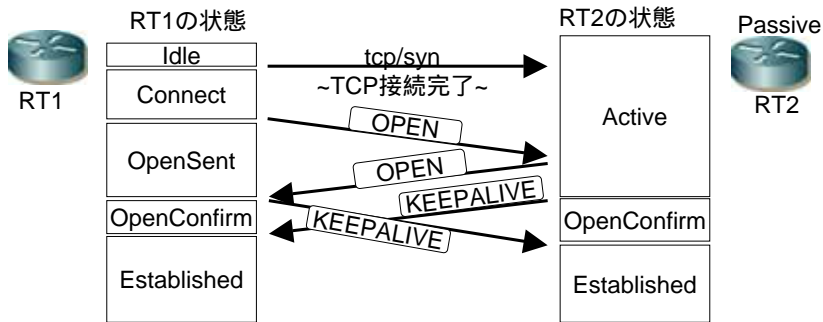 RT1の状態
RT2の状態
Passive
RT1
RT2
Idle
Connect
OpenSent
OpenConfirm
Established
tcp/syn
~TCP接続完了~
OPEN
OPEN
KEEPALIVE
KEEPALIVE
Active
OpenConfirm
Established